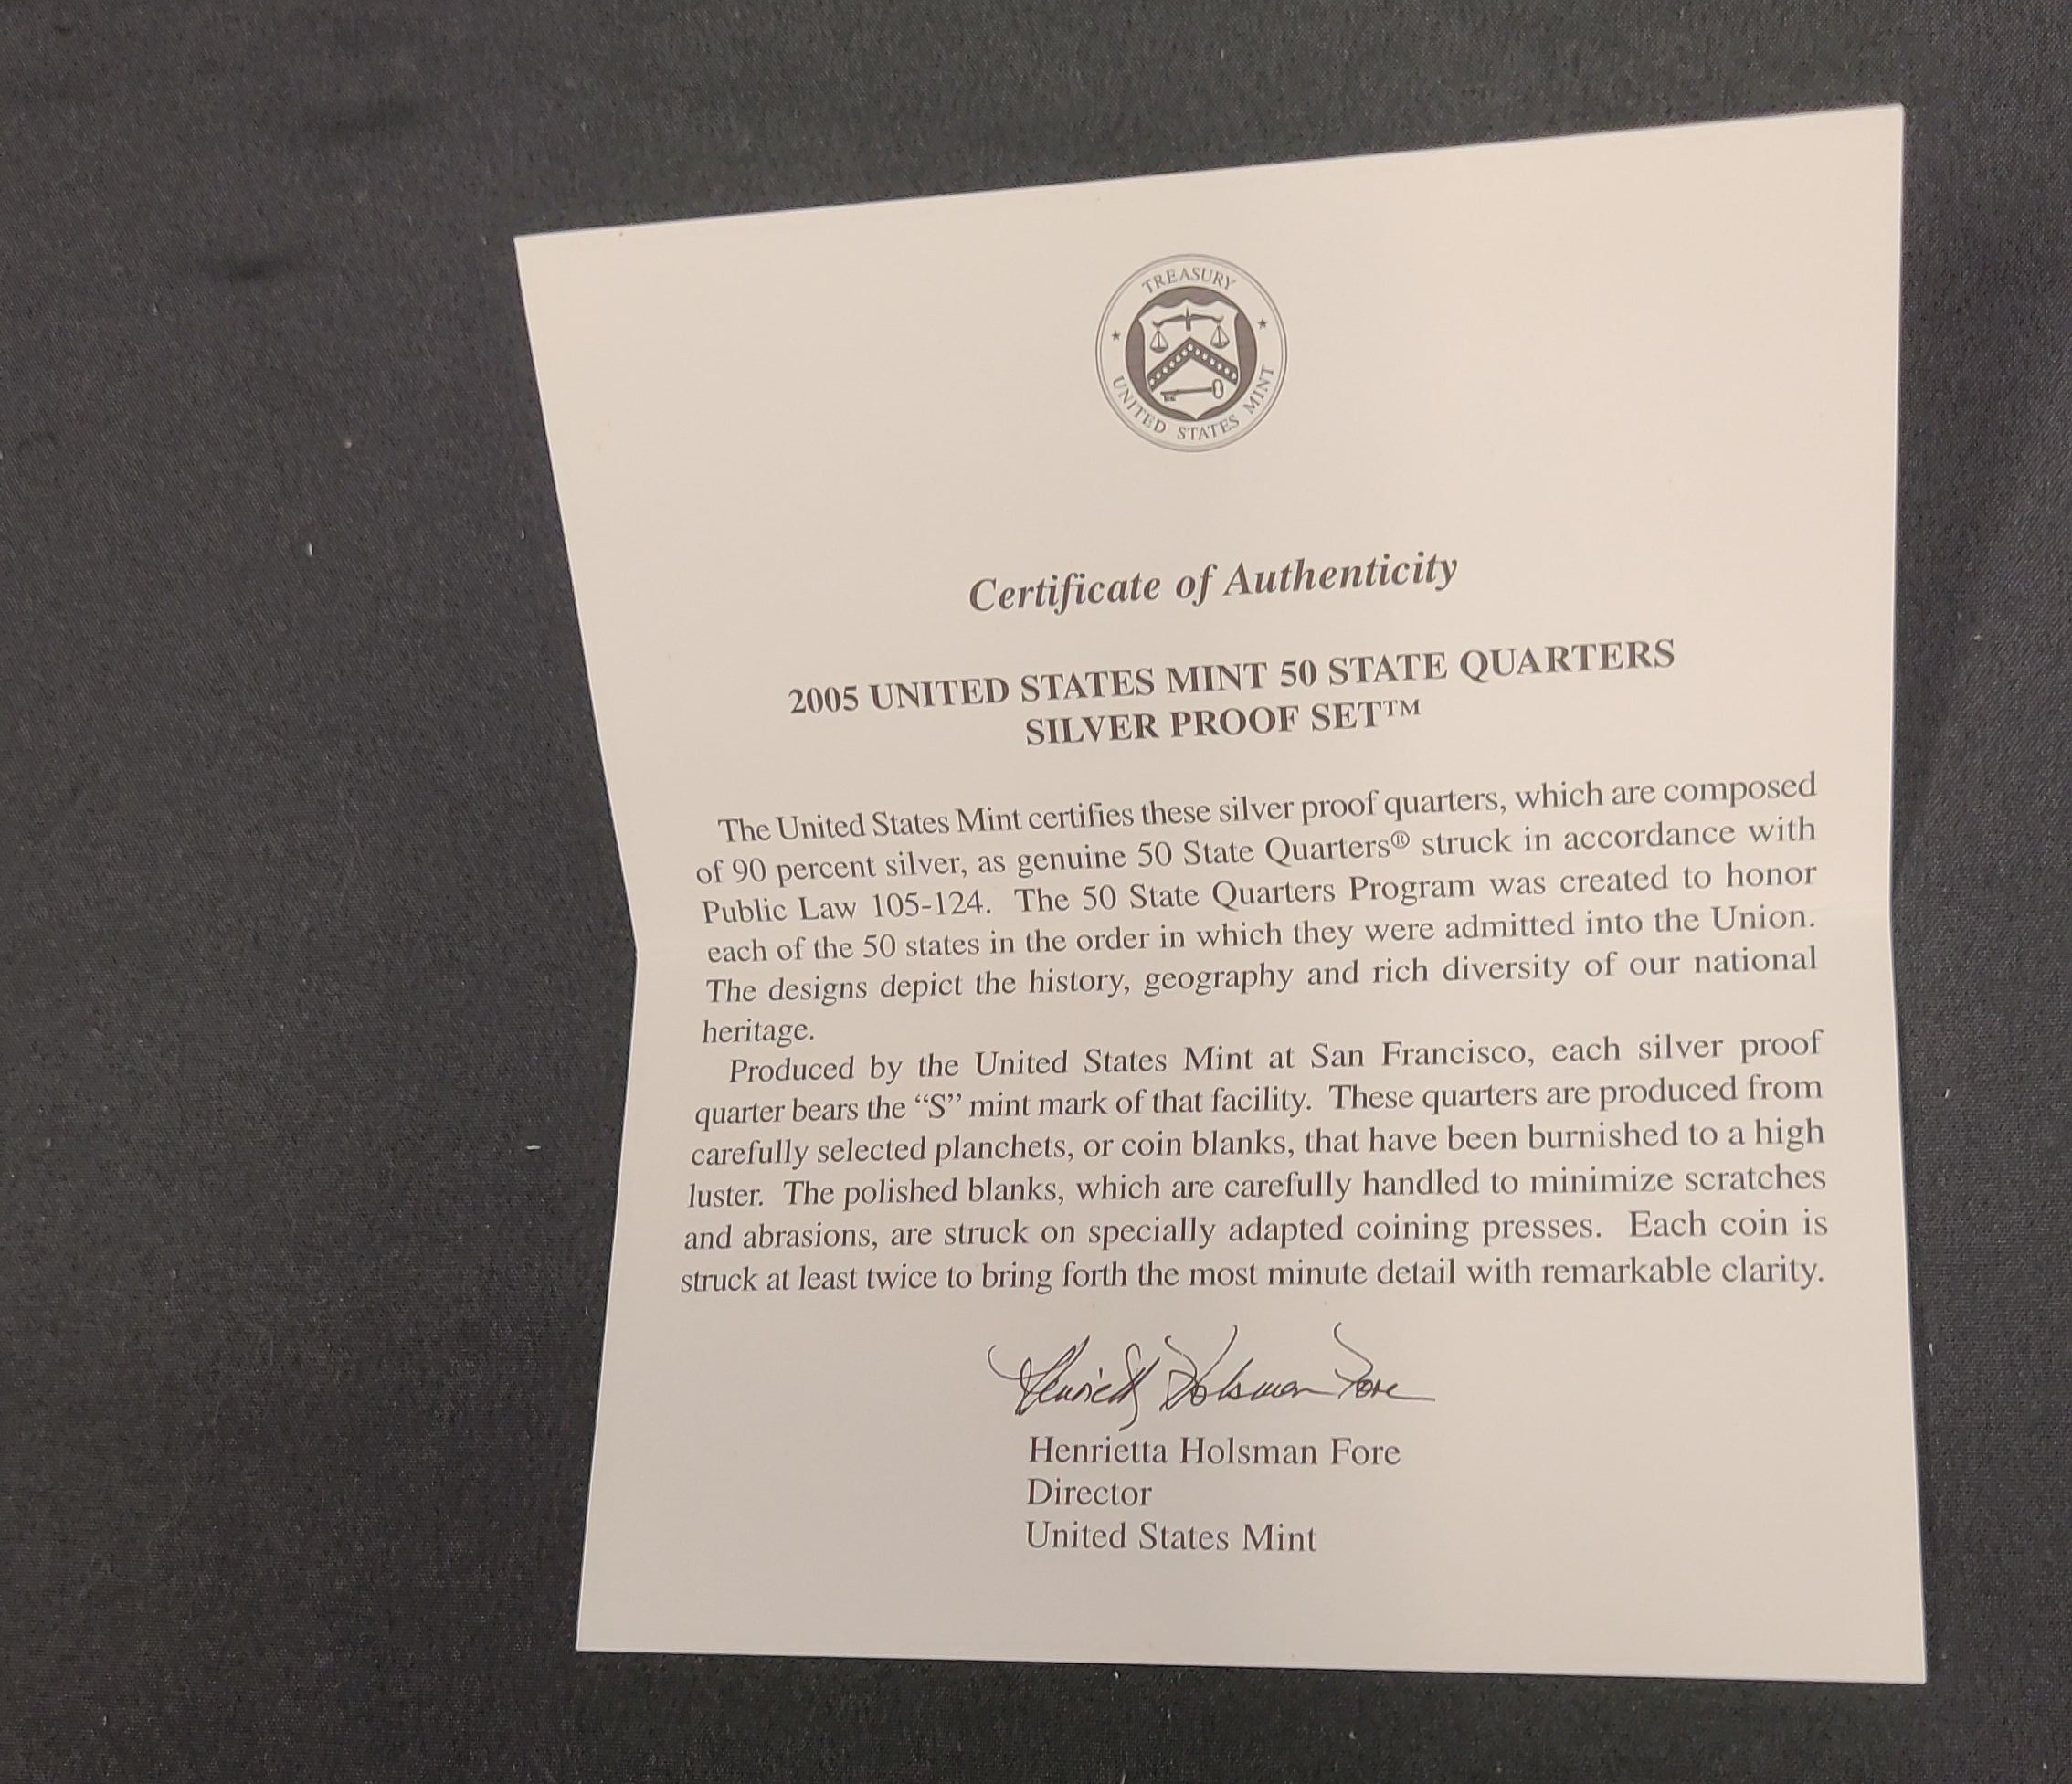 TREASURY
UNITED STATES MINT
Certificate of Authenticity
2005 UNITED STATES MINT 50 STATE QUARTERS
SILVER PROOF SET™
The United States Mint certifies these silver proof quarters, which are composed
of 90 percent silver, as genuine 50 State Quarters® struck in accordance with
Public Law 105-124. The 50 State Quarters Program was created to honor
each of the 50 states in the order in which they were admitted into the Union.
The designs depict the history, geography and rich diversity of our national
heritage.
Produced by the United States Mint at San Francisco, each silver proof
quarter bears the “S” mint mark of that facility. These quarters are produced from
carefully selected planchets, or coin blanks, that have been burnished to a high
luster. The polished blanks, which are carefully handled to minimize scratches
and abrasions, are struck on specially adapted coining presses. Each coin is
struck at least twice to bring forth the most minute detail with remarkable clarity.
Henrietta Holsman Fore
Henrietta Holsman Fore
Director
United States Mint